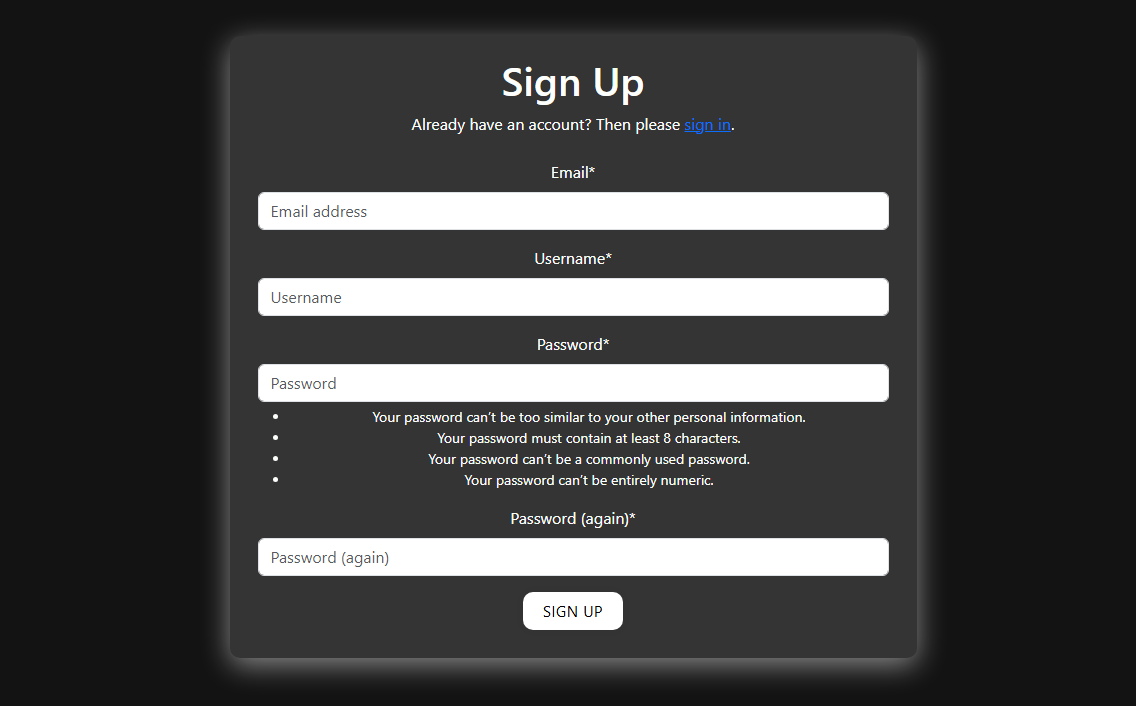 Sign Up
Already have an account? Then please sign in.
Email*
Email address
Username*
Username
Password*
Password
Your password can’t be too similar to your other personal information.
Your password must contain at least 8 characters.
Your password can’t be a commonly used password.
Your password can’t be entirely numeric.
Password (again)*
Password (again)
SIGN UP